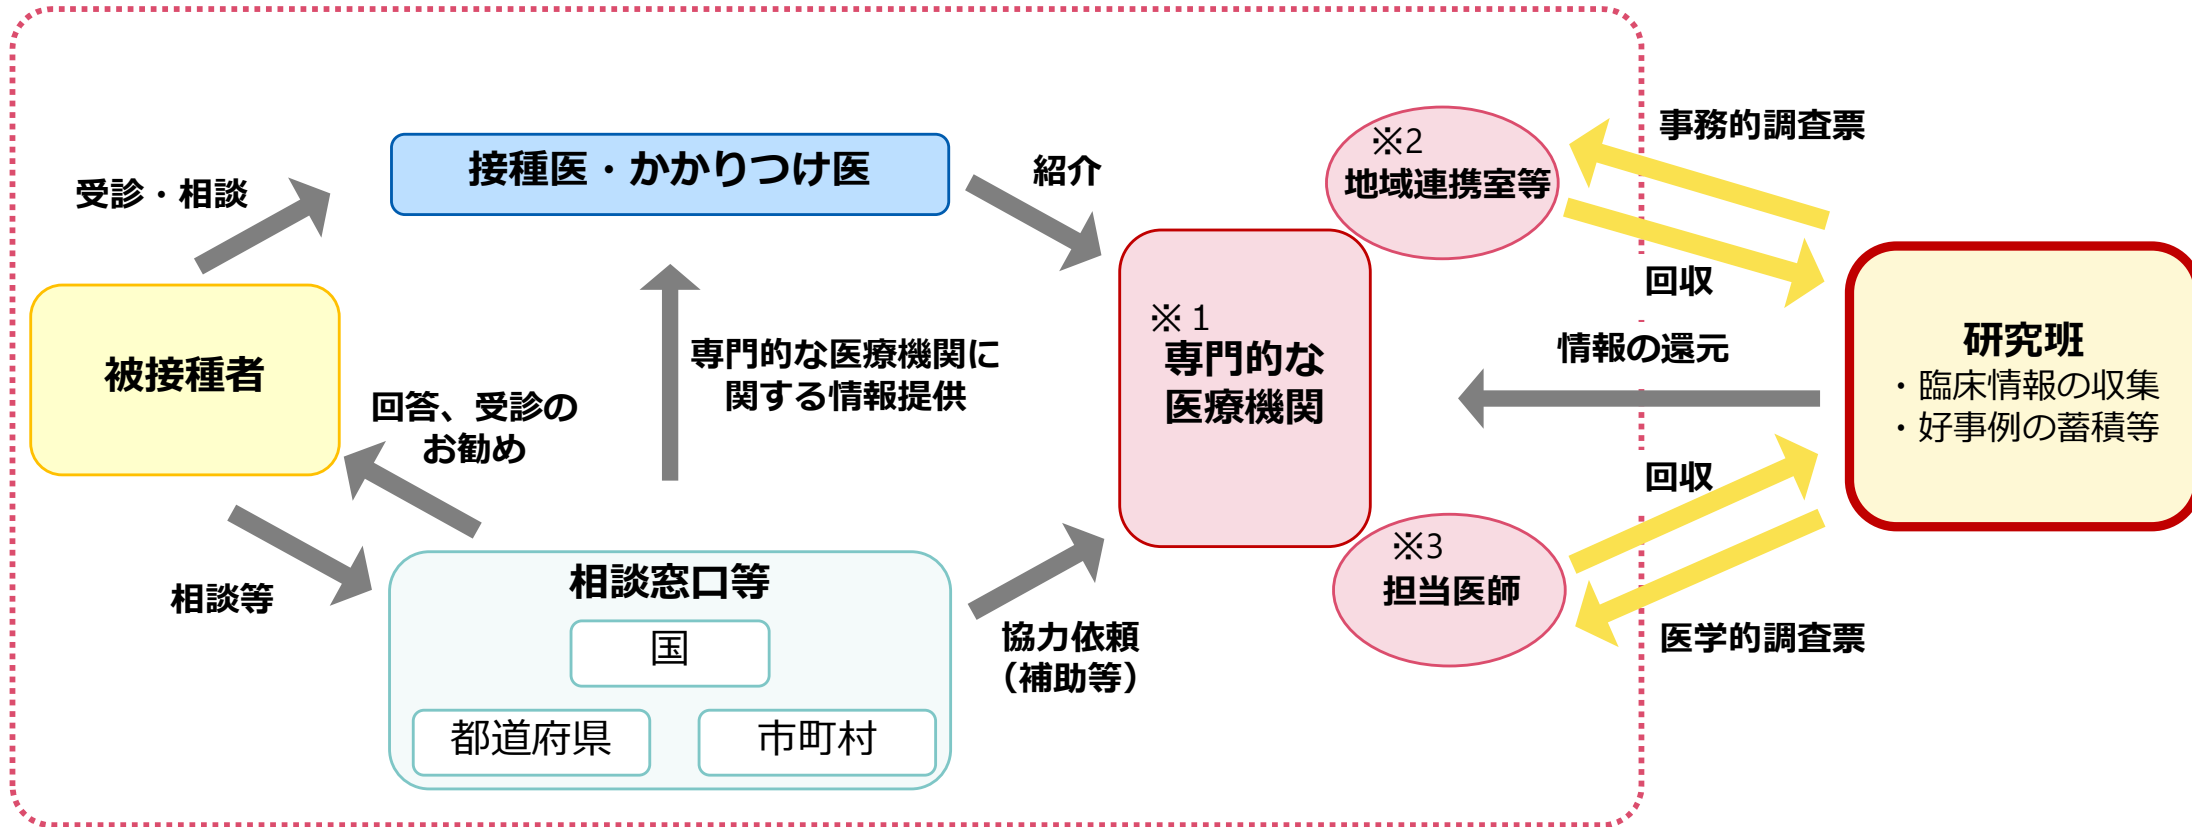 受診・相談
接種医・かかりつけ医
紹介
※2
地域連携室等
事務的調査票
回収
被接種者
回答、受診の
お勧め
専門的な医療機関に
関する情報提供
※１
専門的な
医療機関
情報の還元
研究班
・臨床情報の収集
・好事例の蓄積等
回収
相談等
相談窓口等
国
都道府県
市町村
協力依頼
（補助等）
※3
担当医師
医学的調査票